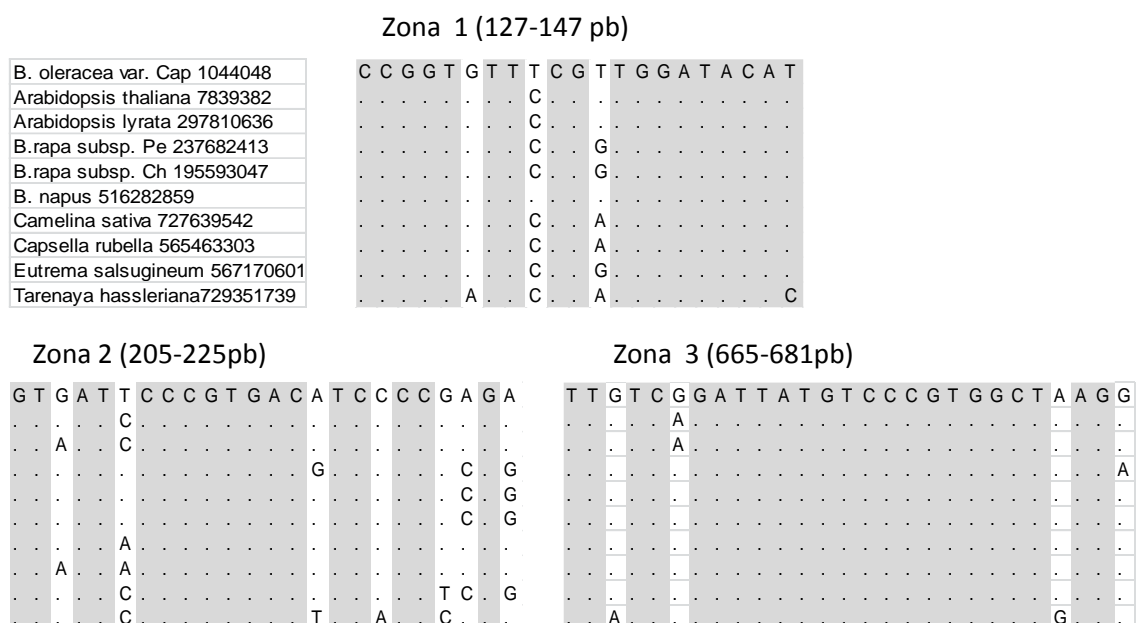 Zona 1 (127-147 pb)
B. oleracea var. Cap 1044048 C C G G T G T T T C G T T G G A T A C A T
Arabidopsis thaliana 7839382 . . . . . . . . C . . . . . . . . . . . .
Arabidopsis lyrata 297810636 . . . . . . . . C . . . . . . . . . . . .
B.rapa subsp. Pe 237682413 . . . . . . . . C . . G . . . . . . . . .
B.rapa subsp. Ch 195593047 . . . . . . . . C . . G . . . . . . . . .
B. napus 516282859 . . . . . . . . . . . . . . . . . . . . .
Camelina sativa 727639542 . . . . . . . . C . . A . . . . . . . . .
Capsella rubella 565463303 . . . . . . . . C . . A . . . . . . . . .
Eutrema salsugineum 567170601 . . . . . . . . C . . G . . . . . . . . .
Tarenaya hassleriana729351739 . . . . . A . . C . . A . . . . . . . . C
Zona 2 (205-225pb)
G T G A T T C C C G T G A C A T C C C C G A G A
. . . . . C . . . . . . . . . . . . . . . . . .
. . A . . C . . . . . . . . . . . . . . . . . .
. . . . . . . . . . . . . . G . . . . . . C . G
. . . . . . . . . . . . . . . . . . . . . C . G
. . . . . . . . . . . . . . . . . . . . . C . G
. . . . . A . . . . . . . . . . . . . . . . . .
. . A . . A . . . . . . . . . . . . . . . . . .
. . . . . C . . . . . . . . . . . . . . T C . G
. . . . . C . . . . . . . . T . . A . . C . . .
Zona 3 (665-681pb)
T T G T C G G A T T A T G T C C C G T G G C T A A G G
. . . . . A . . . . . . . . . . . . . . . . . . . . .
. . . . . A . . . . . . . . . . . . . . . . . . . . .
. . . . . . . . . . . . . . . . . . . . . . . . . . A
. . . . . . . . . . . . . . . . . . . . . . . . . . .
. . . . . . . . . . . . . . . . . . . . . . . . . . .
. . . . . . . . . . . . . . . . . . . . . . . . . . .
. . . . . . . . . . . . . . . . . . . . . . . . . . .
. . . . . . . . . . . . . . . . . . . . . . . . . . .
. . A . . . . . . . . . . . . . . . . . . . . G . . .